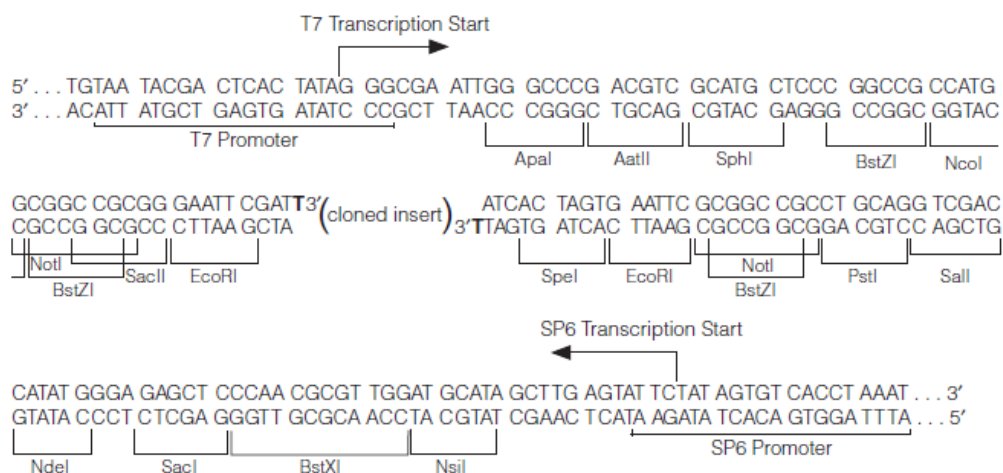 T7 Transcription Start
5′ . . . TGTAA TACGA CTCAC TATAG GGCGA ATTGG GCCCG ACGTC GCATG CTCCC GGCCG CCATG
3′ . . . ACATT ATGCT GAGTG ATATC CCGCT TAACC CGGGC TGCAG CGTAC GAGGG CCGGC GGTAC
T7 Promoter
ApaI AatII SphI BstZI NcoI
GCGGC CGCGG GAATT CGATT3′ (cloned insert) ATCAC TAGTG AATTC GCGGC CGCCT GCAGG TCGAC
CGCCG GCGCC CTTAA GCTA 3′TTAGTG ATCAC TTAAG CGCCG GCGGA CGTCC AGCTG
NotI SacII EcoRI SpeI EcoRI NotI PstI SalI
BstZI BstZI
SP6 Transcription Start
CATAT GGGA GAGCT CCCAA CGCGT TGGAT GCATA GCTTG AGTAT TCTAT AGTGT CACCT AAAT . . . 3′
GTATA CCCT CTCGA GGGTT GCGCA ACCTA CGTAT CGAAC TCATA AGATA TCACA GTGGA TTTA . . . 5′
NdeI SacI BstXI NsiI SP6 Promoter